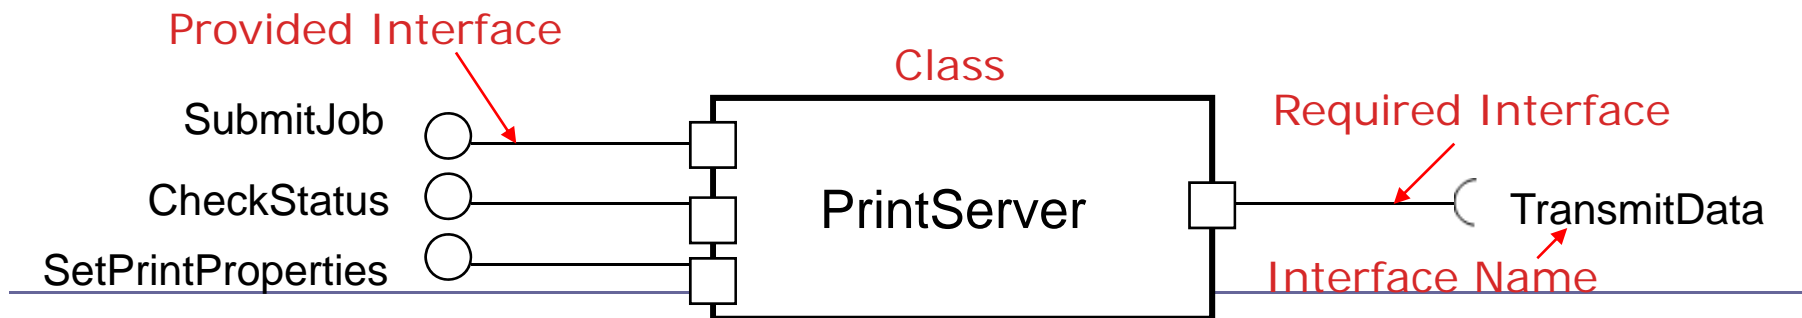 Provided Interface
Class
SubmitJob
Required Interface
CheckStatus
PrintServer
TransmitData
SetPrintProperties
Interface Name